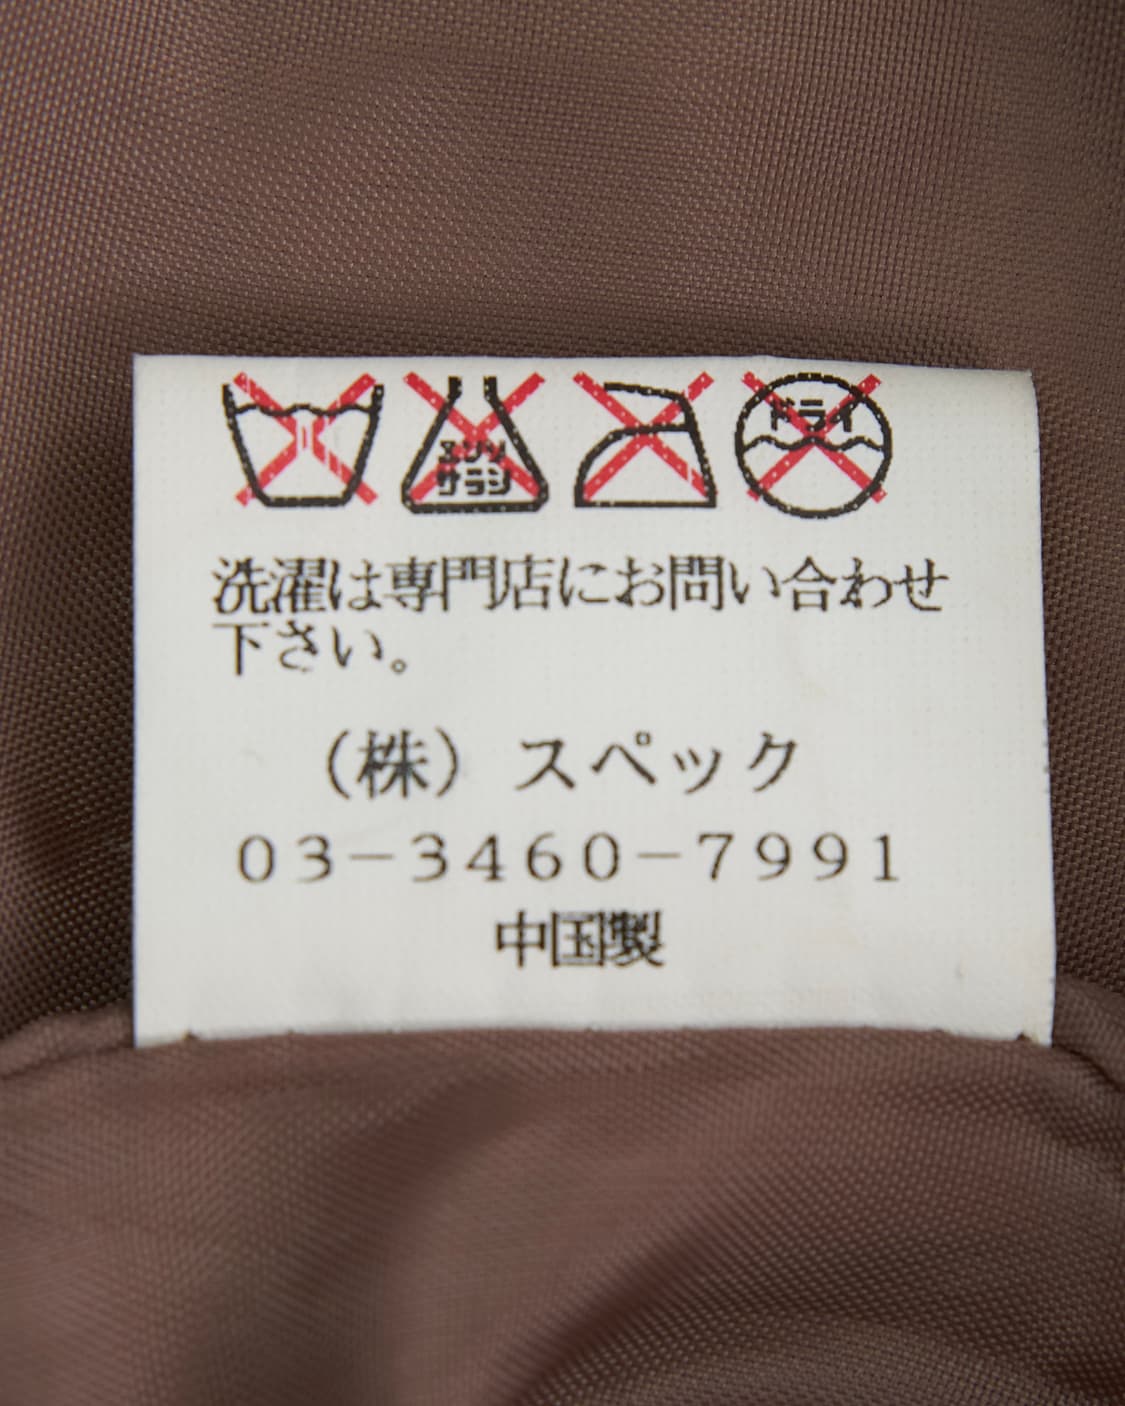 エンソ
サラシ
ドライ
洗濯は専門店にお問い合わせ
下さい。
（株）スペック
03－3460－7991
中国製